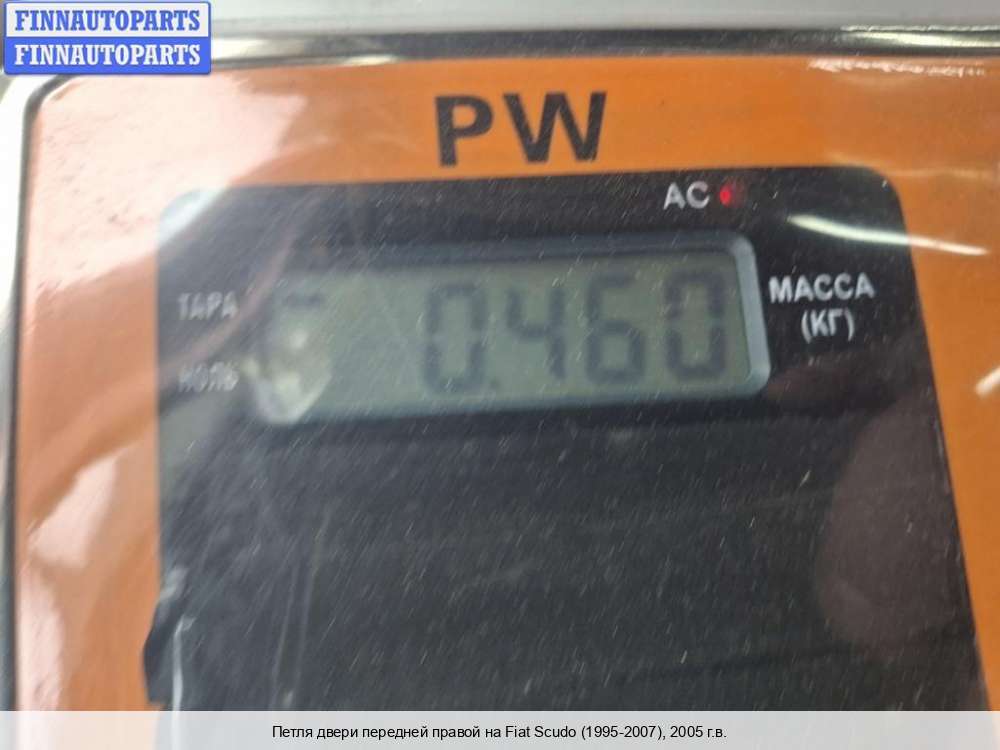 FINNAUTOPARTS
FINNAUTOPARTS
PW
AC
ТАРА
0.460
МАССА
(КГ)
НОЛЬ
Петля двери передней правой на Fiat Scudo (1995-2007), 2005 г.в.